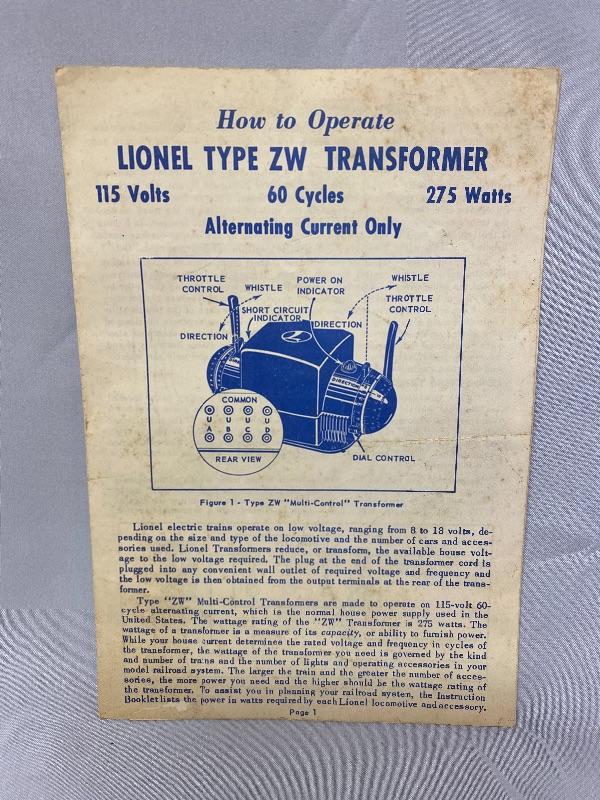 How to Operate
LIONEL TYPE ZW TRANSFORMER
115 Volts 60 Cycles 275 Watts
Alternating Current Only
THROTTLE CONTROL
WHISTLE
POWER ON INDICATOR
WHISTLE
THROTTLE CONTROL
SHORT CIRCUIT INDICATOR
DIRECTION
DIRECTION
DIRECTION
COMMON
U U U U
A B C D
REAR VIEW
DIAL CONTROL
Figure 1 - Type ZW "Multi-Control" Transformer
Lionel electric trains operate on low voltage, ranging from 8 to 18 volts, de-
pending on the size and type of the locomotive and the number of cars and acces-
sories used. Lionel Transformers reduce, or transform, the available house volt-
age to the low voltage required. The plug at the end of the transformer cord is
plugged into any convenient wall outlet of required voltage and frequency and
the low voltage is then obtained from the output terminals at the rear of the trans-
former.
Type "ZW" Multi-Control Transformers are made to operate on 115-volt 60-
cycle alternating current, which is the normal house power supply used in the
United States. The wattage rating of the "ZW" Transformer is 275 watts. The
wattage of a transformer is a measure of its capacity, or ability to furnish power.
While your house current determines the rated voltage and frequency in cycles of
the transformer, the wattage of the transformer you need is governed by the kind
and number of trains and the number of lights and operating accessories in your
model railroad system. The larger the train and the greater the number of acces-
sories, the more power you need and the higher should be the wattage rating of
the transformer. To assist you in planning your railroad system, the Instruction
Booklet lists the power in watts required by each Lionel locomotive and accessory.
Page 1